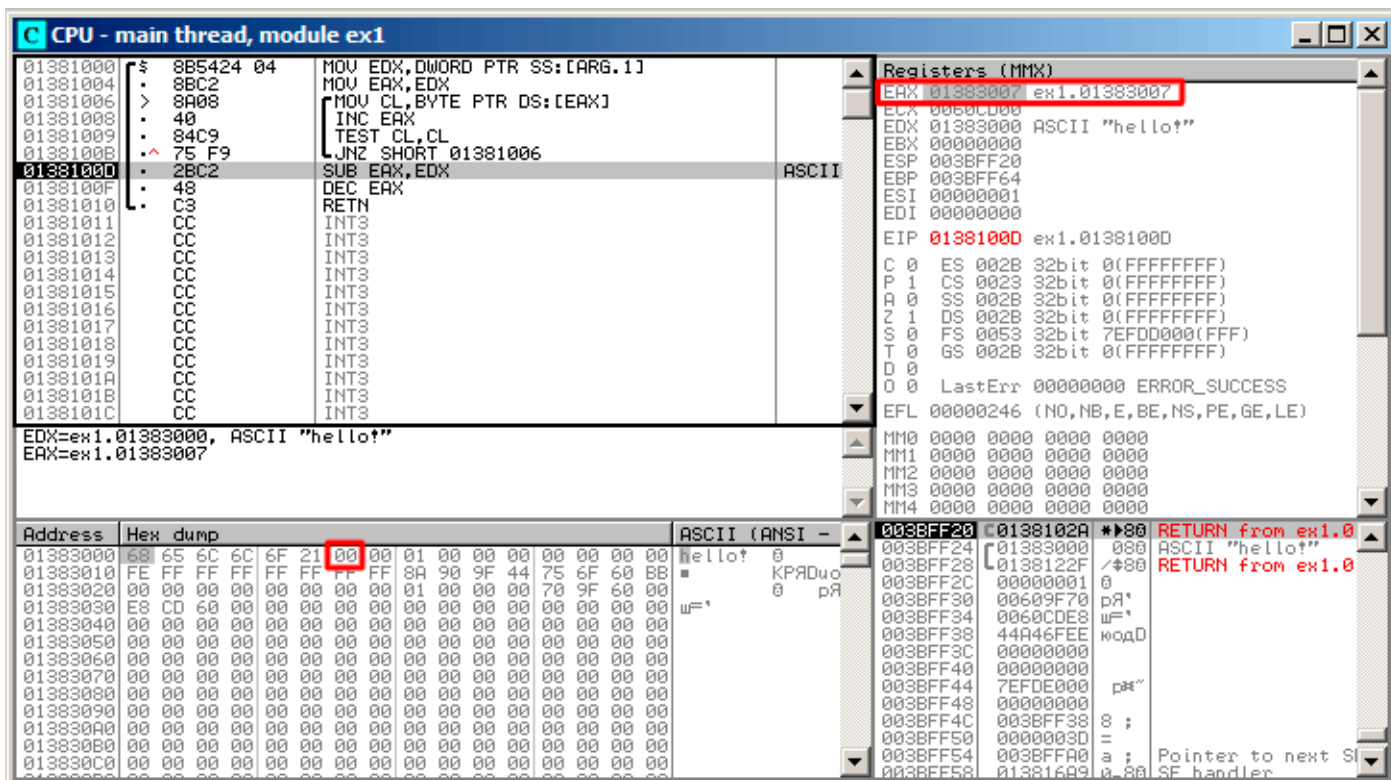 C CPU - main thread, module ex1
01381000 $ 8B5424 04 MOV EDX,DWORD PTR SS:[ARG.1]
01381004 . 8BC2 MOV EAX,EDX
01381006 > 8A08 MOV CL,BYTE PTR DS:[EAX]
01381008 . 40 INC EAX
01381009 . 84C9 TEST CL,CL
0138100B .^ 75 F9 JNZ SHORT 01381006
0138100D . 2BC2 SUB EAX,EDX ASCII
0138100F . 48 DEC EAX
01381010 . C3 RETN
01381011 CC INT3
01381012 CC INT3
01381013 CC INT3
01381014 CC INT3
01381015 CC INT3
01381016 CC INT3
01381017 CC INT3
01381018 CC INT3
01381019 CC INT3
0138101A CC INT3
0138101B CC INT3
0138101C CC INT3
EDX=ex1.01383000, ASCII "hello!"
EAX=ex1.01383007
Registers (MMX)
EAX 01383007 ex1.01383007
ECX 0060CD00
EDX 01383000 ASCII "hello!"
EBX 00000000
ESP 003BFF20
EBP 003BFF64
ESI 00000001
EDI 00000000
EIP 0138100D ex1.0138100D
C 0 ES 002B 32bit 0(FFFFFFFF)
P 1 CS 0023 32bit 0(FFFFFFFF)
A 0 SS 002B 32bit 0(FFFFFFFF)
Z 1 DS 002B 32bit 0(FFFFFFFF)
S 0 FS 0053 32bit 7EFDD000(FFF)
T 0 GS 002B 32bit 0(FFFFFFFF)
D 0
O 0 LastErr 00000000 ERROR_SUCCESS
EFL 00000246 (NO,NB,E,BE,NS,PE,GE,LE)
MM0 0000 0000 0000 0000
MM1 0000 0000 0000 0000
MM2 0000 0000 0000 0000
MM3 0000 0000 0000 0000
MM4 0000 0000 0000 0000
Address Hex dump ASCII (ANSI -
01383000 68 65 6C 6C 6F 21 00 00 01 00 00 00 00 00 00 00 hello!
01383010 FE FF FF FF FF FF FF FF 8A 90 9F 44 75 6F 60 BB КРЯDuo
01383020 00 00 00 00 00 00 00 00 01 00 00 00 70 9F 60 00 pЯ
01383030 E8 CD 60 00 00 00 00 00 00 00 00 00 00 00 00 00 ш='
01383040 00 00 00 00 00 00 00 00 00 00 00 00 00 00 00 00
01383050 00 00 00 00 00 00 00 00 00 00 00 00 00 00 00 00
01383060 00 00 00 00 00 00 00 00 00 00 00 00 00 00 00 00
01383070 00 00 00 00 00 00 00 00 00 00 00 00 00 00 00 00
01383080 00 00 00 00 00 00 00 00 00 00 00 00 00 00 00 00
01383090 00 00 00 00 00 00 00 00 00 00 00 00 00 00 00 00
013830A0 00 00 00 00 00 00 00 00 00 00 00 00 00 00 00 00
013830B0 00 00 00 00 00 00 00 00 00 00 00 00 00 00 00 00
013830C0 00 00 00 00 00 00 00 00 00 00 00 00 00 00 00 00
003BFF20 0138102A RETURN from ex1.0
003BFF24 01383000 ASCII "hello!"
003BFF28 0138122F RETURN from ex1.0
003BFF2C 00000001
003BFF30 00609F70 pЯ'
003BFF34 0060CDE8 ш='
003BFF38 44A46FEE юодD
003BFF3C 00000000
003BFF40 00000000
003BFF44 7EFDE000
003BFF48 00000000
003BFF4C 003BFF38 8 ;
003BFF50 0000003D =
003BFF54 003BFFA0 a ; Pointer to next S
003BFF58 013816A9 SE handler